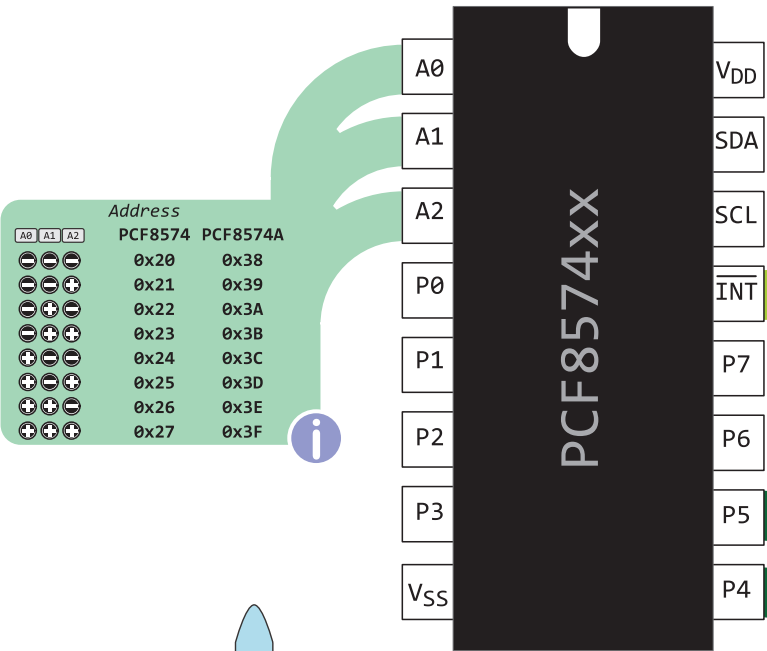 A0
A1
A2
P0
P1
P2
P3
VSS
PCF8574xx
VDD
SDA
SCL
INT
P7
P6
P5
P4
Address
A0 A1 A2 PCF8574 PCF8574A
− − − 0x20 0x38
− − + 0x21 0x39
− + − 0x22 0x3A
− + + 0x23 0x3B
+ − − 0x24 0x3C
+ − + 0x25 0x3D
+ + − 0x26 0x3E
+ + + 0x27 0x3F
i